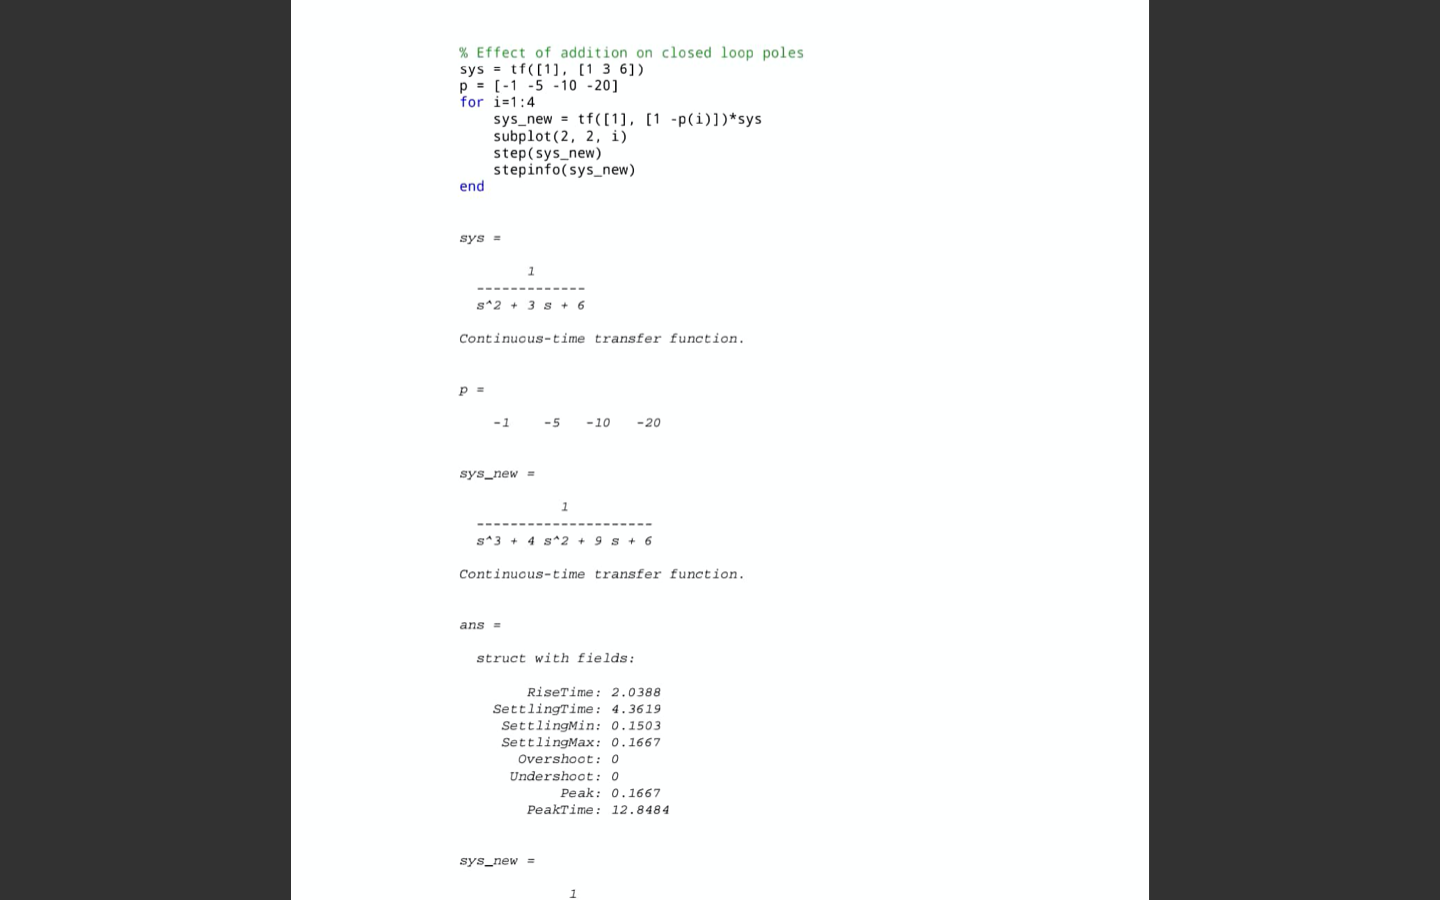 % Effect of addition on closed loop poles
sys = tf([1], [1 3 6])
p = [-1 -5 -10 -20]
for i=1:4
    sys_new = tf([1], [1 -p(i)])*sys
    subplot(2, 2, i)
    step(sys_new)
    stepinfo(sys_new)
end
sys =
1
-------------
s^2 + 3 s + 6
Continuous-time transfer function.
p =
-1    -5   -10   -20
sys_new =
1
---------------------
s^3 + 4 s^2 + 9 s + 6
Continuous-time transfer function.
ans =
struct with fields:
RiseTime: 2.0388
SettlingTime: 4.3619
SettlingMin: 0.1503
SettlingMax: 0.1667
Overshoot: 0
Undershoot: 0
Peak: 0.1667
PeakTime: 12.8484
sys_new =
1